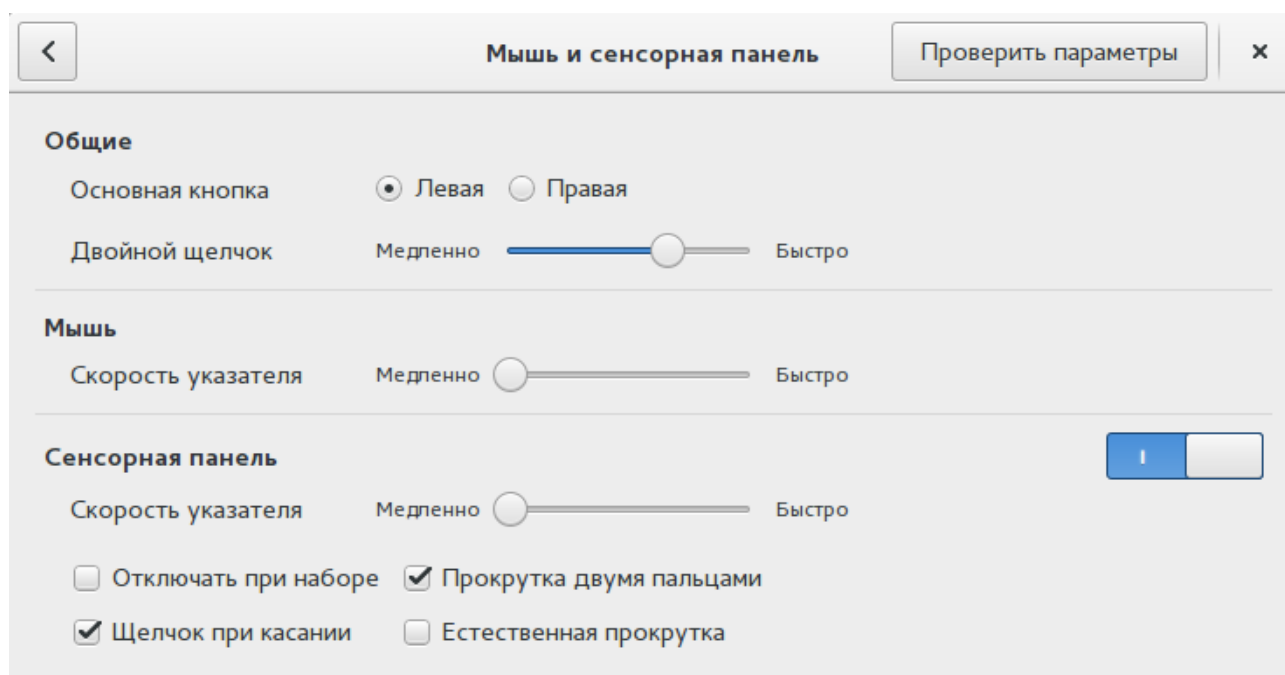 Мышь и сенсорная панель Проверить параметры
Общие
Основная кнопка Левая Правая
Двойной щелчок Медленно Быстро
Мышь
Скорость указателя Медленно Быстро
Сенсорная панель
Скорость указателя Медленно Быстро
Отключать при наборе Прокрутка двумя пальцами
Щелчок при касании Естественная прокрутка